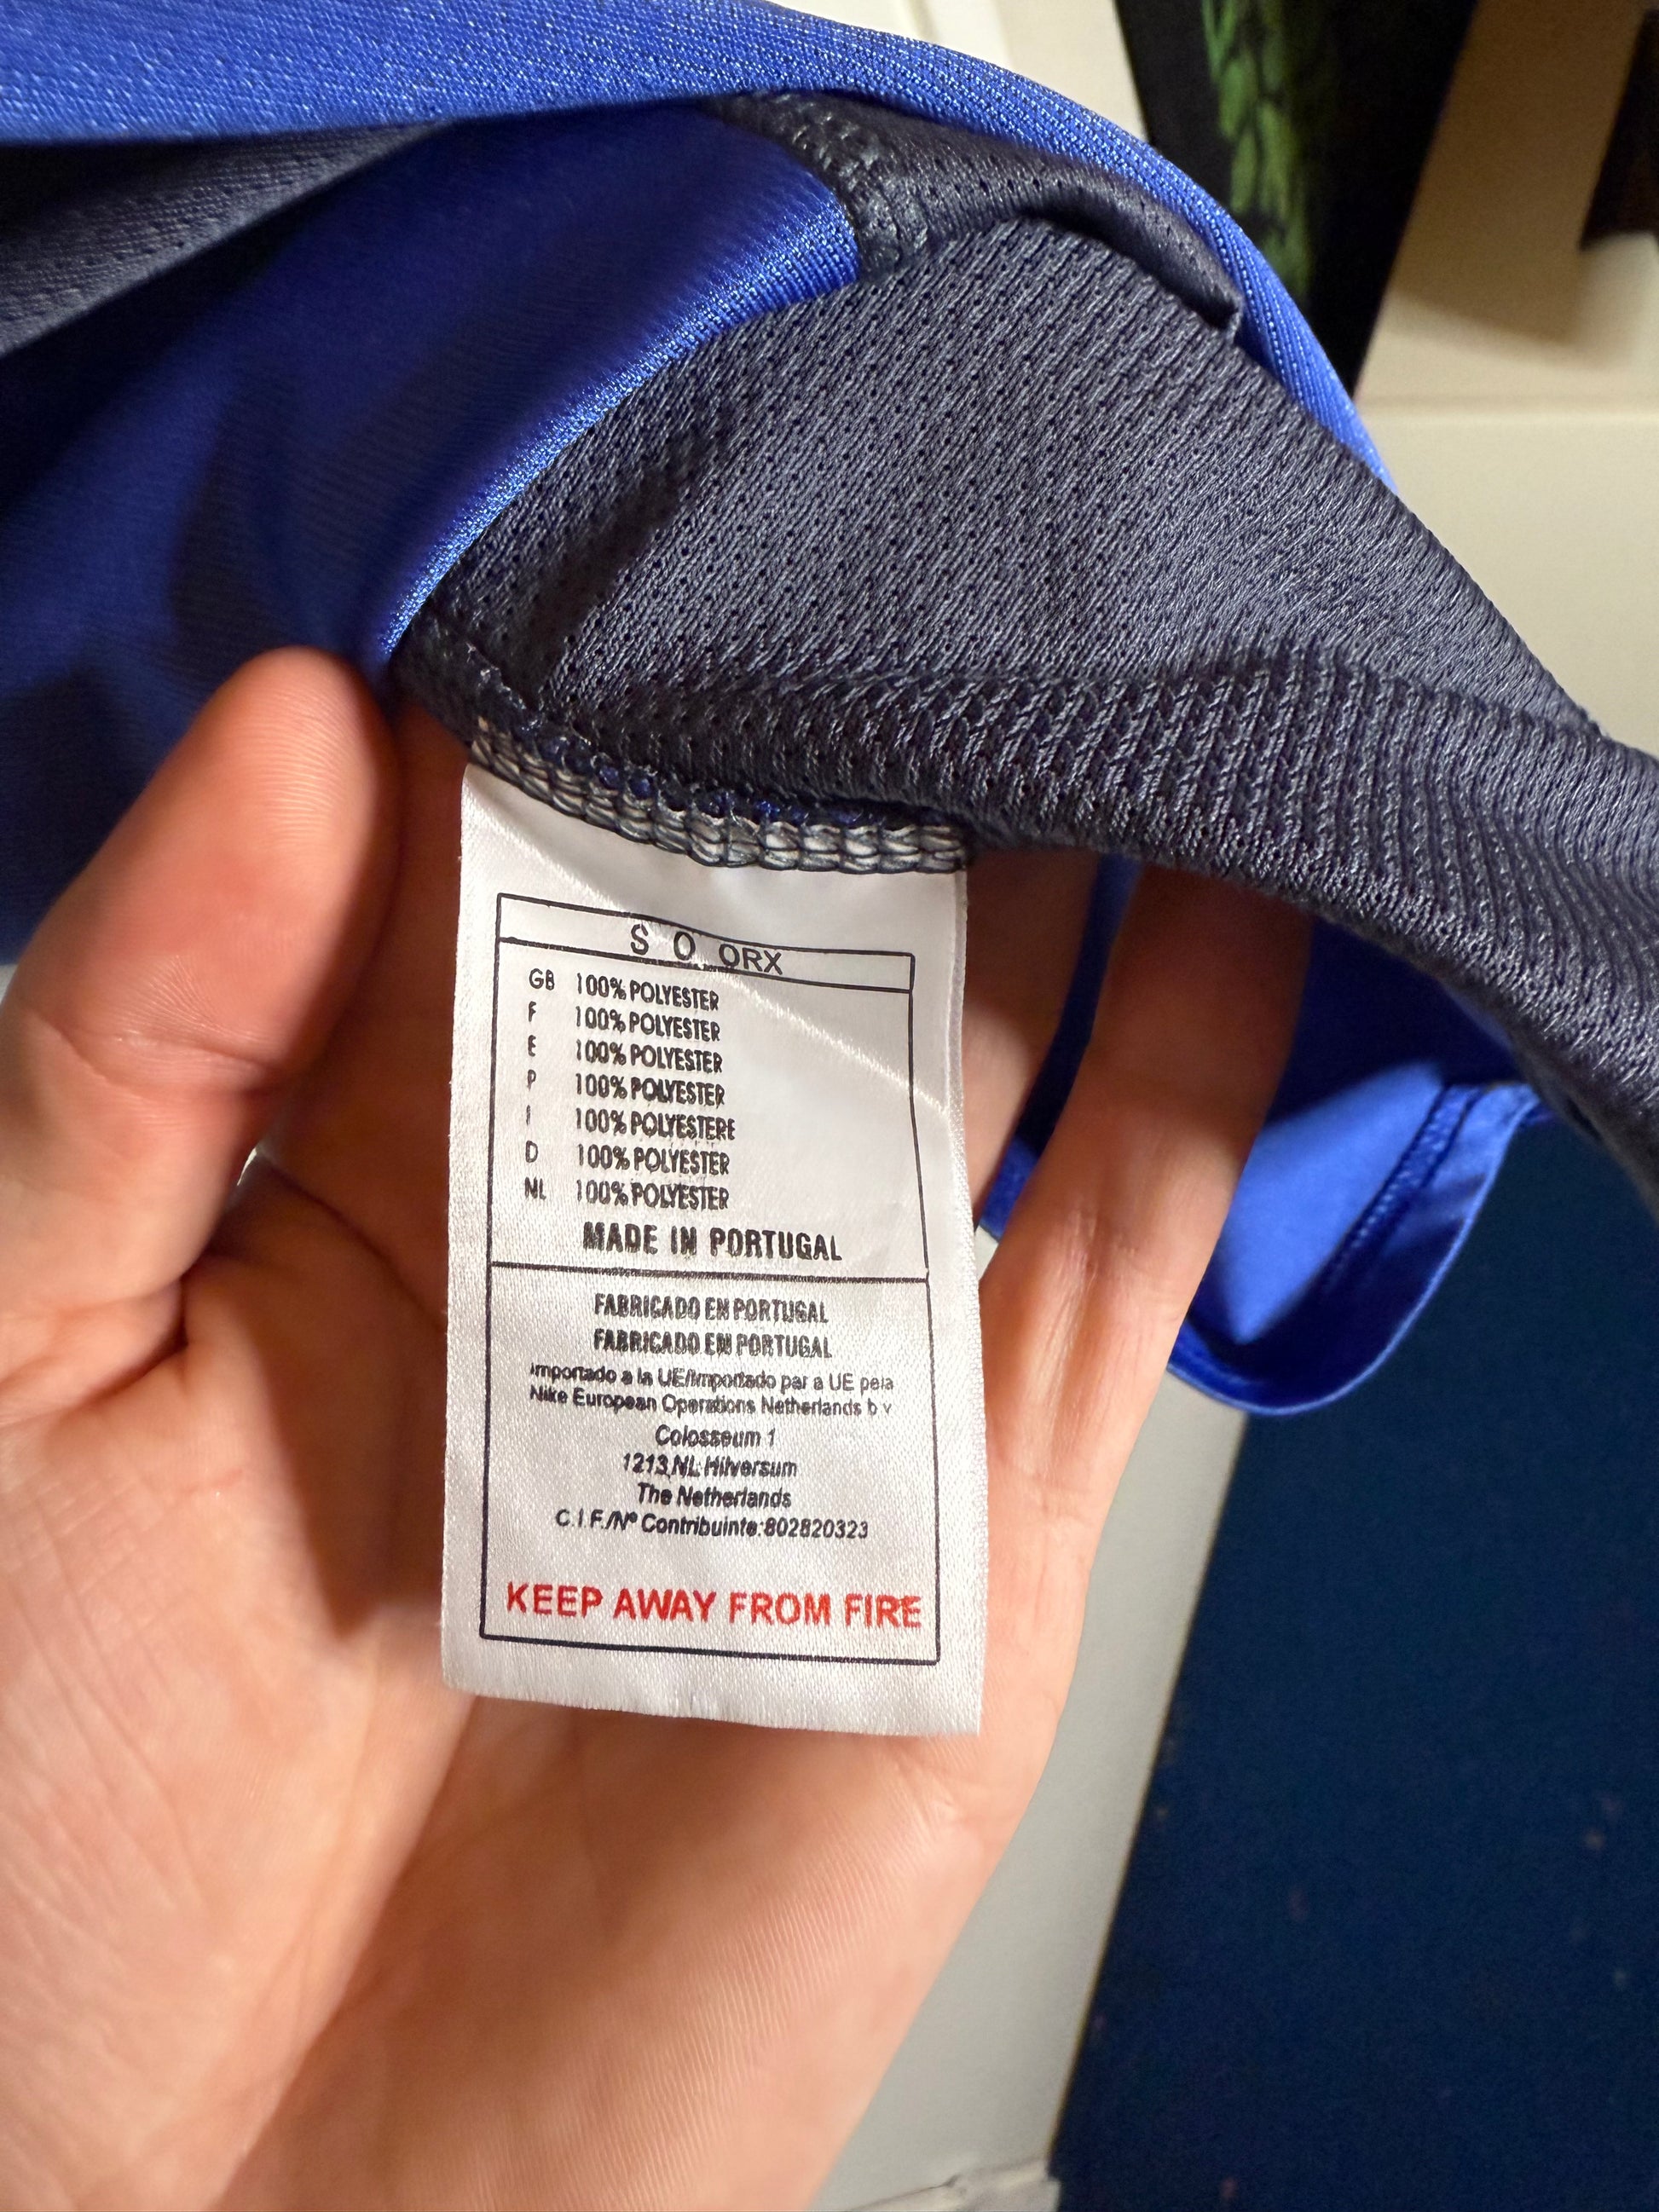 S O QRX
GB 100% POLYESTER
F 100% POLYESTER
E 100% POLYESTER
P 100% POLYESTER
I 100% POLYESTERE
D 100% POLYESTER
NL 100% POLYESTER
MADE IN PORTUGAL
FABRICADO EN PORTUGAL
FABRICADO EM PORTUGAL
Importado a la UE/Importado par a UE pela
Nike European Operations Netherlands b v
Colosseum 1
1213 NL Hilversum
The Netherlands
C.I.F./Nº Contribuinte:802820323
KEEP AWAY FROM FIRE